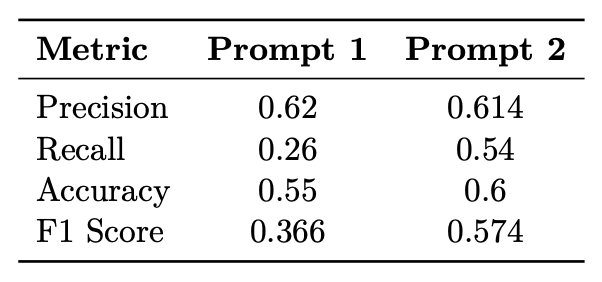 Metric Prompt 1 Prompt 2
Precision 0.62 0.614
Recall 0.26 0.54
Accuracy 0.55 0.6
F1 Score 0.366 0.574